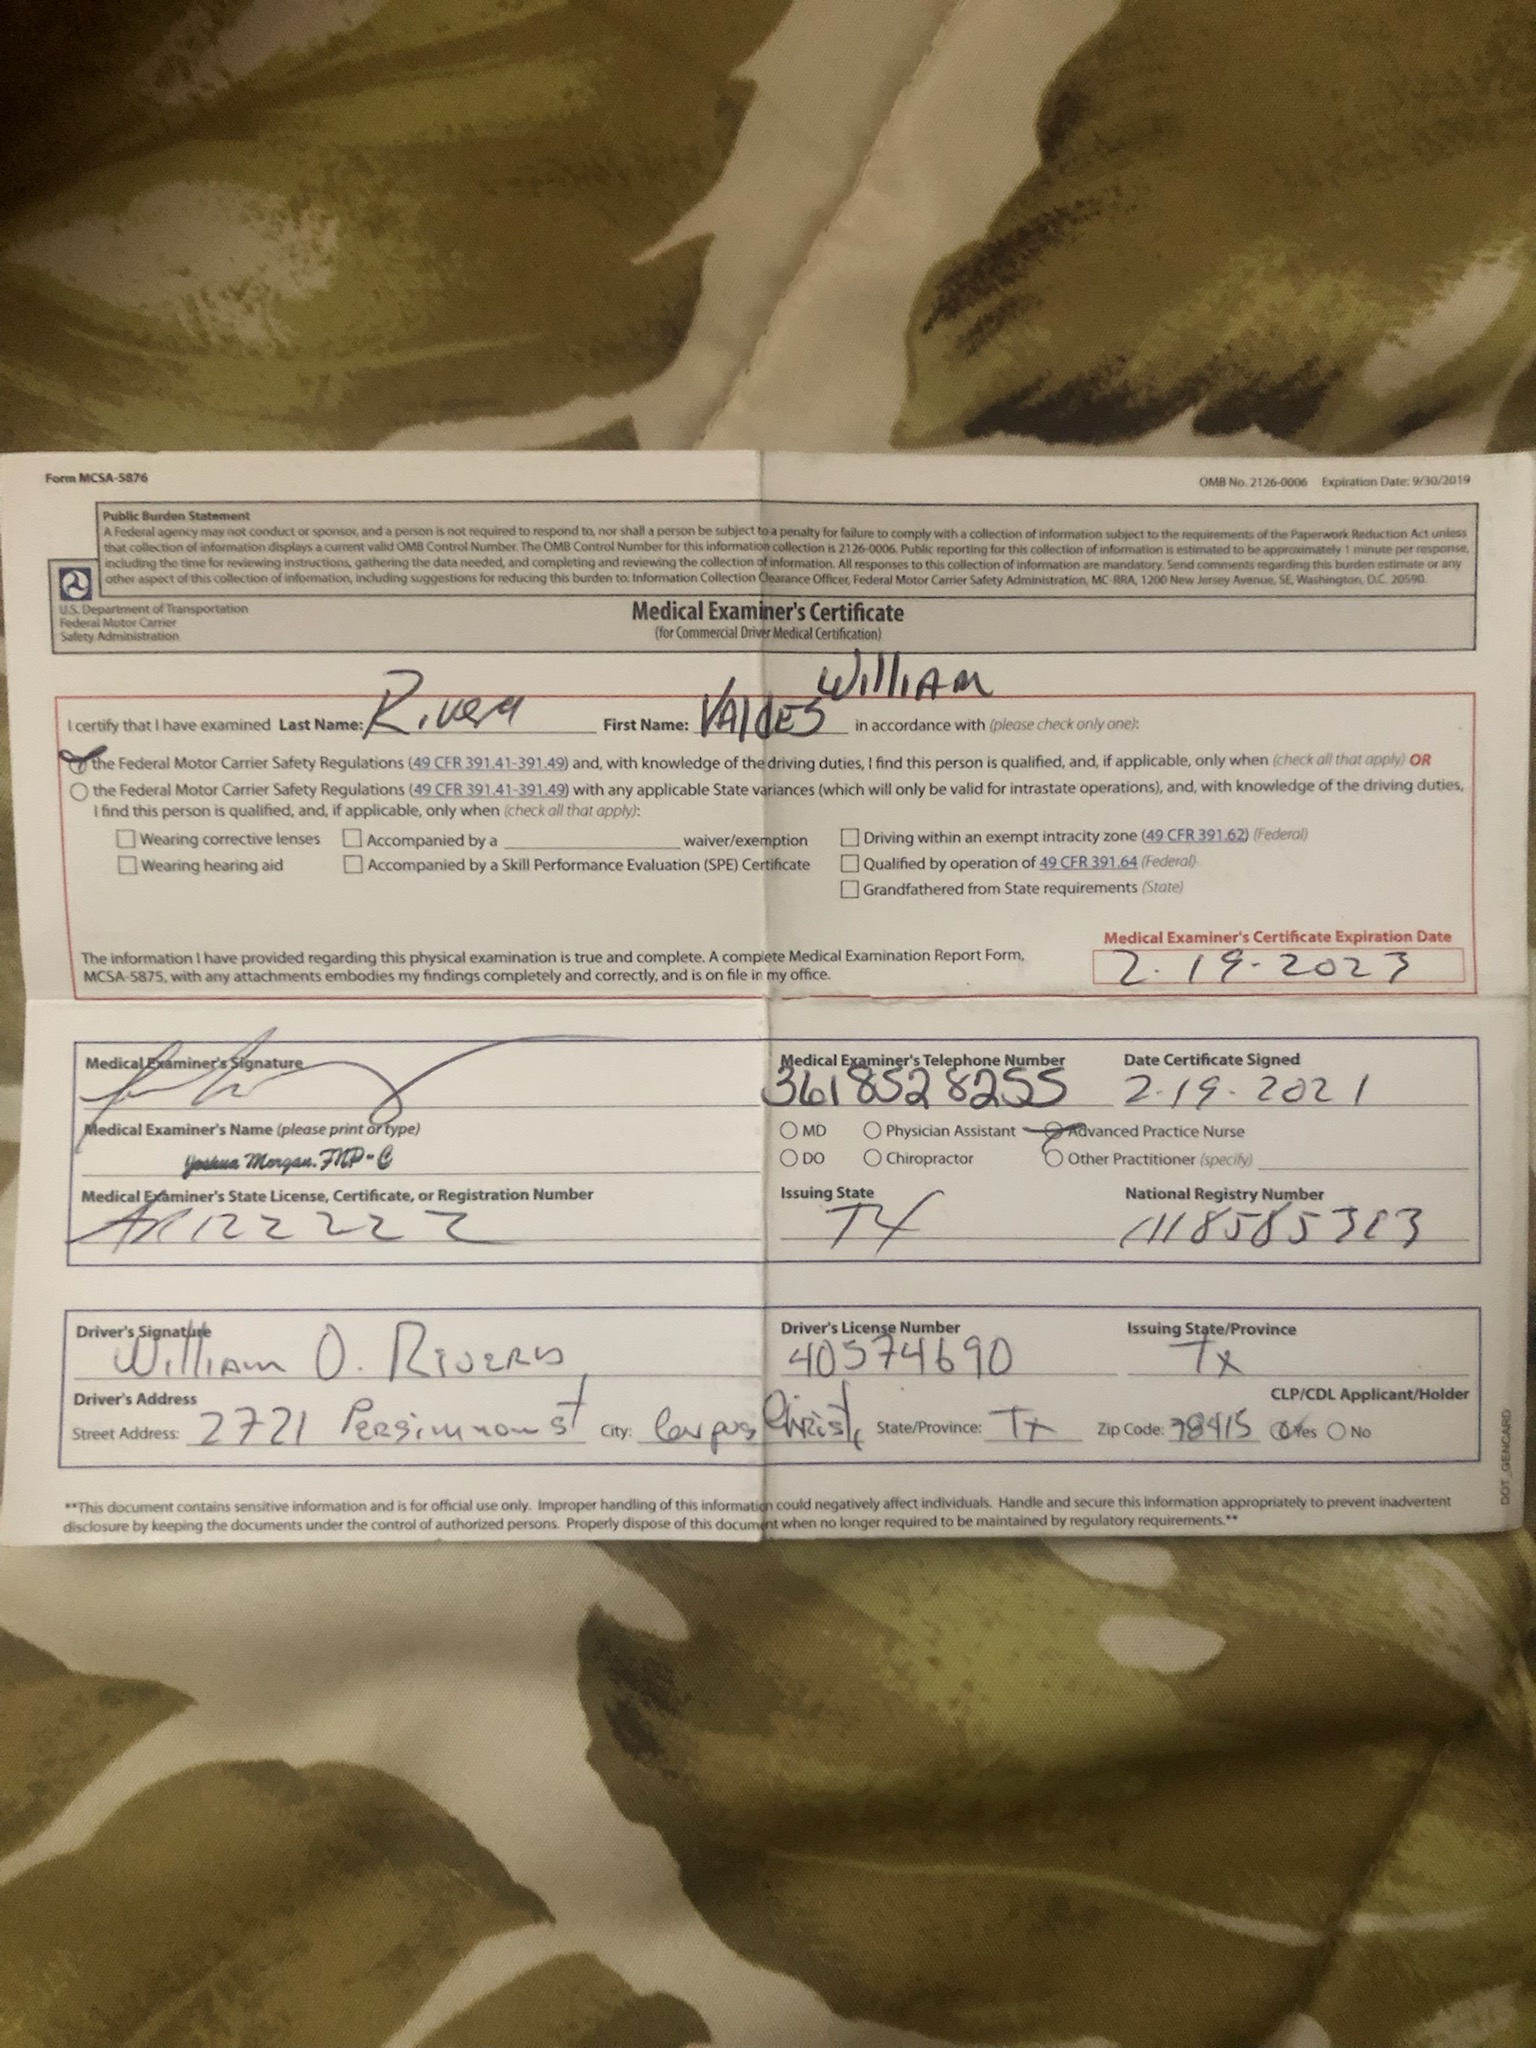 Form MCSA-5876
OMB No. 2126-0006 Expiration Date: 9/30/2019
Public Burden Statement
A Federal agency may not conduct or sponsor, and a person is not required to respond to, nor shall a person be subject to a penalty for failure to comply with a collection of information subject to the requirements of the Paperwork Reduction Act unless
that collection of information displays a current valid OMB Control Number. The OMB Control Number for this information collection is 2126-0006. Public reporting for this collection of information is estimated to be approximately 1 minute per response,
including the time for reviewing instructions, gathering the data needed, and completing and reviewing the collection of information. All responses to this collection of information are mandatory. Send comments regarding this burden estimate or any
other aspect of this collection of information, including suggestions for reducing this burden to: Information Collection Clearance Officer, Federal Motor Carrier Safety Administration, MC-RRA, 1200 New Jersey Avenue, SE, Washington, D.C. 20590.
U.S. Department of Transportation
Federal Motor Carrier
Safety Administration
Medical Examiner's Certificate
(for Commercial Driver Medical Certification)
William
I certify that I have examined Last Name: Rivera First Name: Valdes in accordance with (please check only one):
the Federal Motor Carrier Safety Regulations (49 CFR 391.41-391.49) and, with knowledge of the driving duties, I find this person is qualified, and, if applicable, only when (check all that apply) OR
the Federal Motor Carrier Safety Regulations (49 CFR 391.41-391.49) with any applicable State variances (which will only be valid for intrastate operations), and, with knowledge of the driving duties,
I find this person is qualified, and, if applicable, only when (check all that apply):
Wearing corrective lenses Accompanied by a waiver/exemption Driving within an exempt intracity zone (49 CFR 391.62) (Federal)
Wearing hearing aid Accompanied by a Skill Performance Evaluation (SPE) Certificate Qualified by operation of 49 CFR 391.64 (Federal)
Grandfathered from State requirements (State)
Medical Examiner's Certificate Expiration Date
The information I have provided regarding this physical examination is true and complete. A complete Medical Examination Report Form,
MCSA-5875, with any attachments embodies my findings completely and correctly, and is on file in my office.
2.19.2023
Medical Examiner's Signature Medical Examiner's Telephone Number Date Certificate Signed
3618528255 2.19.2021
Medical Examiner's Name (please print or type) MD Physician Assistant Advanced Practice Nurse
Joshua Morgan, FNP-C DO Chiropractor Other Practitioner (specify)
Medical Examiner's State License, Certificate, or Registration Number Issuing State National Registry Number
TX
Driver's Signature Driver's License Number Issuing State/Province
William O. Rivera 40574690 Tx
Driver's Address CLP/CDL Applicant/Holder
Street Address: 2721 Persimmon st City: Corpus Christi State/Province: Tx Zip Code: 78415 Yes No
DOT_GENCARD
**This document contains sensitive information and is for official use only. Improper handling of this information could negatively affect individuals. Handle and secure this information appropriately to prevent inadvertent
disclosure by keeping the documents under the control of authorized persons. Properly dispose of this document when no longer required to be maintained by regulatory requirements.**